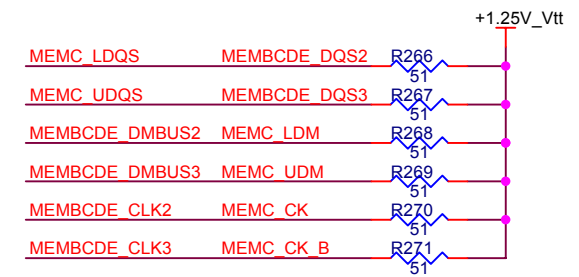 +1.25V_Vtt
MEMC_LDQS MEMBCDE_DQS2 R266
51
MEMC_UDQS MEMBCDE_DQS3 R267
51
MEMBCDE_DMBUS2 MEMC_LDM R268
51
MEMBCDE_DMBUS3 MEMC_UDM R269
51
MEMBCDE_CLK2 MEMC_CK R270
51
MEMBCDE_CLK3 MEMC_CK_B R271
51